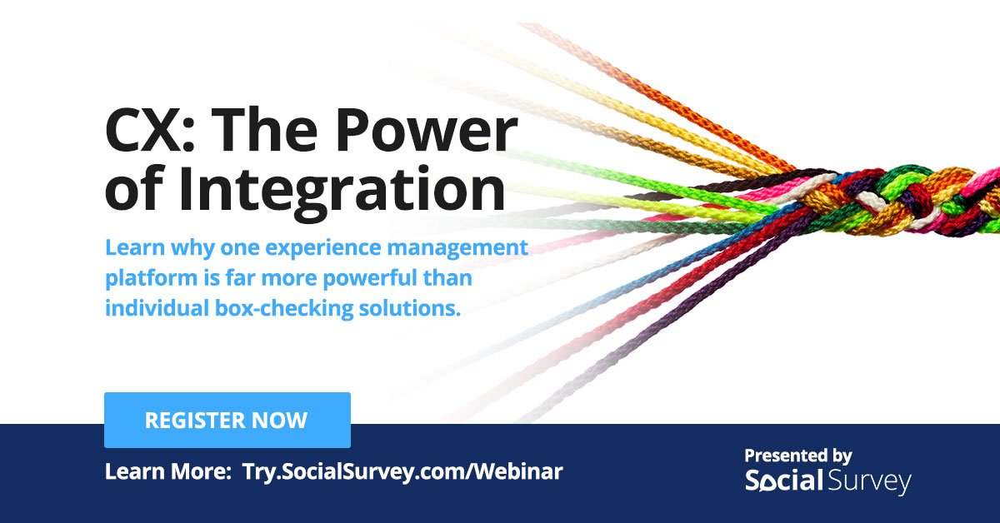 CX: The Power
of Integration
Learn why one experience management
platform is far more powerful than
individual box-checking solutions.
REGISTER NOW
Learn More: Try.SocialSurvey.com/Webinar
Presented by
SocialSurvey